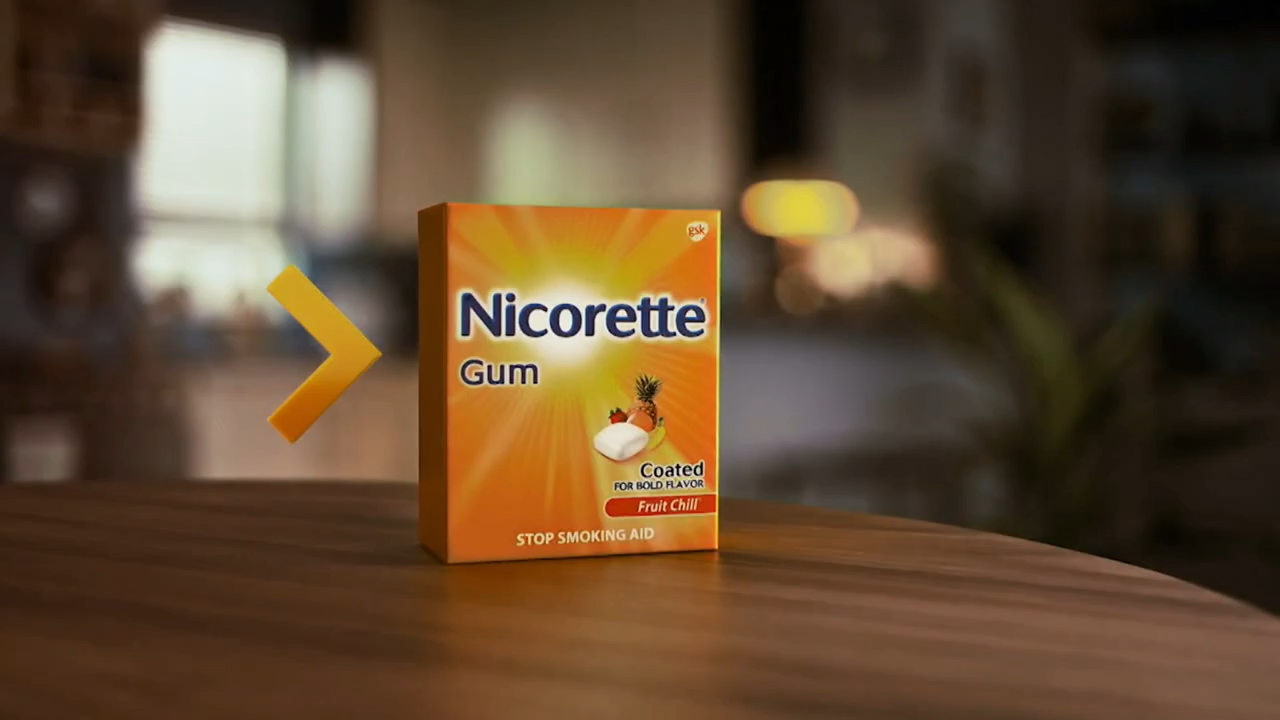 gsk
Nicorette
Gum
Coated
FOR BOLD FLAVOR
Fruit Chill
STOP SMOKING AID